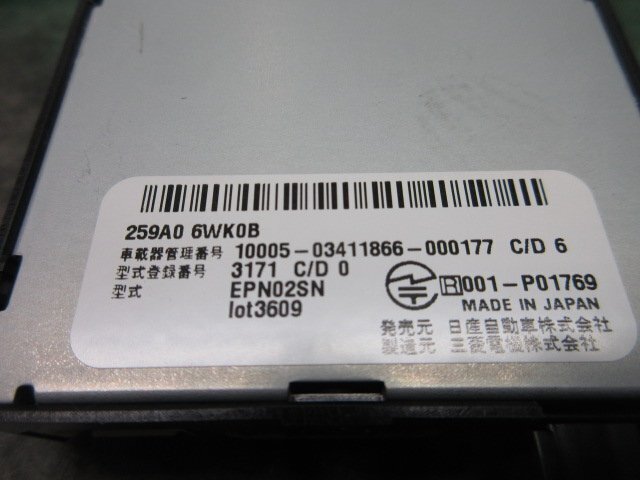 259A0 6WK0B
車載器管理番号 10005-03411866-000177 C/D 6
型式登録番号 3171 C/D 0
型式 EPN02SN
lot3609
R 001-P01769
MADE IN JAPAN
発売元 日産自動車株式会社
製造元 三菱電機株式会社